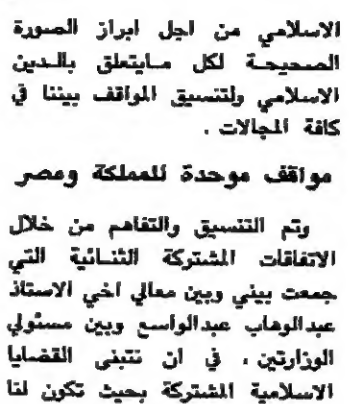 الاسلامي من اجل ابراز الصورة
الصحيحة لكل مايتعلق بالدين
الاسلامي ولتنسيق المواقف بيننا في
كافة المجالات .
مواقف موحدة للمملكة ومصر
وتم التنسيق والتفاهم من خلال
الاتفاقات المشتركة الثنائية التي
جمعت بيني وبين معالي اخي الاستاذ
عبدالوهاب عبدالواسع وبين مسئولي
الوزارتين ، في ان نتبنى القضايا
الاسلامية المشتركة بحيث تكون لنا